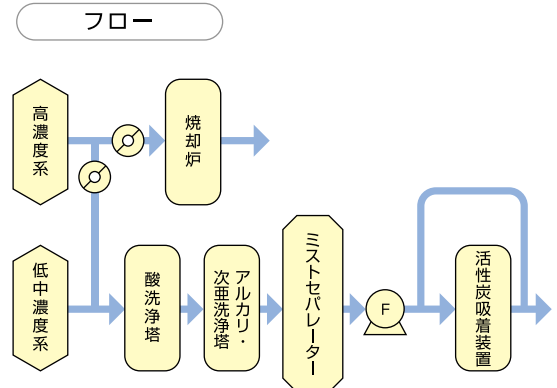 フロー
高濃度系
焼却炉
低中濃度系
酸洗浄塔
アルカリ・
次亜洗浄塔
ミストセパレーター
F
活性炭吸着装置